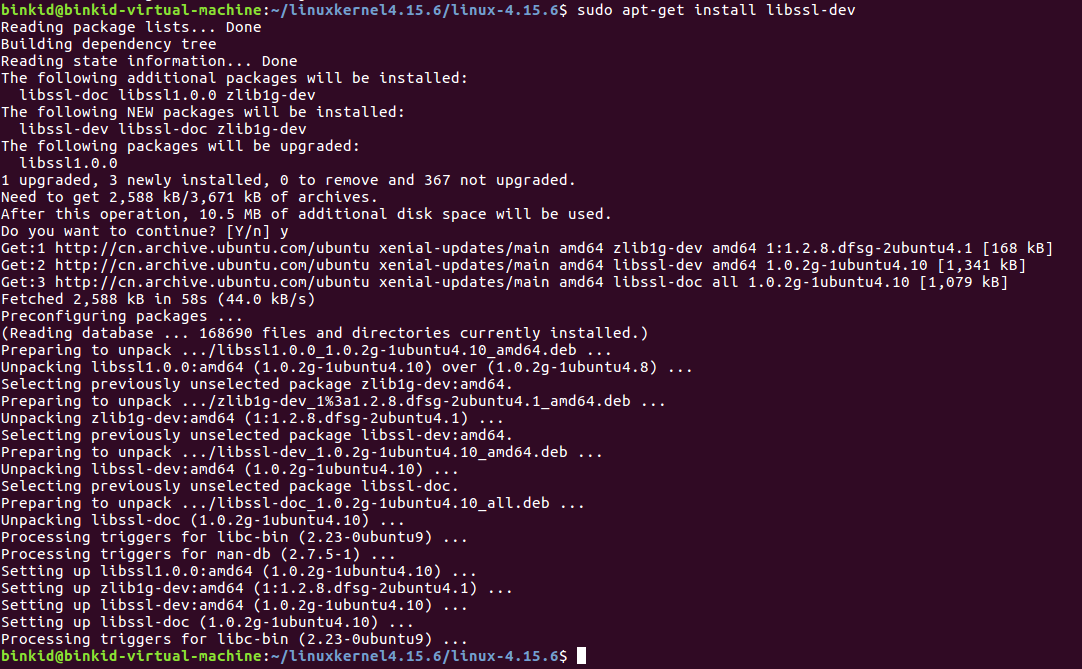 binkid@binkid-virtual-machine:~/linuxkernel4.15.6/linux-4.15.6$ sudo apt-get install libssl-dev
Reading package lists... Done
Building dependency tree
Reading state information... Done
The following additional packages will be installed:
  libssl-doc libssl1.0.0 zlib1g-dev
The following NEW packages will be installed:
  libssl-dev libssl-doc zlib1g-dev
The following packages will be upgraded:
  libssl1.0.0
1 upgraded, 3 newly installed, 0 to remove and 367 not upgraded.
Need to get 2,588 kB/3,671 kB of archives.
After this operation, 10.5 MB of additional disk space will be used.
Do you want to continue? [Y/n] y
Get:1 http://cn.archive.ubuntu.com/ubuntu xenial-updates/main amd64 zlib1g-dev amd64 1:1.2.8.dfsg-2ubuntu4.1 [168 kB]
Get:2 http://cn.archive.ubuntu.com/ubuntu xenial-updates/main amd64 libssl-dev amd64 1.0.2g-1ubuntu4.10 [1,341 kB]
Get:3 http://cn.archive.ubuntu.com/ubuntu xenial-updates/main amd64 libssl-doc all 1.0.2g-1ubuntu4.10 [1,079 kB]
Fetched 2,588 kB in 58s (44.0 kB/s)
Preconfiguring packages ...
(Reading database ... 168690 files and directories currently installed.)
Preparing to unpack .../libssl1.0.0_1.0.2g-1ubuntu4.10_amd64.deb ...
Unpacking libssl1.0.0:amd64 (1.0.2g-1ubuntu4.10) over (1.0.2g-1ubuntu4.8) ...
Selecting previously unselected package zlib1g-dev:amd64.
Preparing to unpack .../zlib1g-dev_1%3a1.2.8.dfsg-2ubuntu4.1_amd64.deb ...
Unpacking zlib1g-dev:amd64 (1:1.2.8.dfsg-2ubuntu4.1) ...
Selecting previously unselected package libssl-dev:amd64.
Preparing to unpack .../libssl-dev_1.0.2g-1ubuntu4.10_amd64.deb ...
Unpacking libssl-dev:amd64 (1.0.2g-1ubuntu4.10) ...
Selecting previously unselected package libssl-doc.
Preparing to unpack .../libssl-doc_1.0.2g-1ubuntu4.10_all.deb ...
Unpacking libssl-doc (1.0.2g-1ubuntu4.10) ...
Processing triggers for libc-bin (2.23-0ubuntu9) ...
Processing triggers for man-db (2.7.5-1) ...
Setting up libssl1.0.0:amd64 (1.0.2g-1ubuntu4.10) ...
Setting up zlib1g-dev:amd64 (1:1.2.8.dfsg-2ubuntu4.1) ...
Setting up libssl-dev:amd64 (1.0.2g-1ubuntu4.10) ...
Setting up libssl-doc (1.0.2g-1ubuntu4.10) ...
Processing triggers for libc-bin (2.23-0ubuntu9) ...
binkid@binkid-virtual-machine:~/linuxkernel4.15.6/linux-4.15.6$